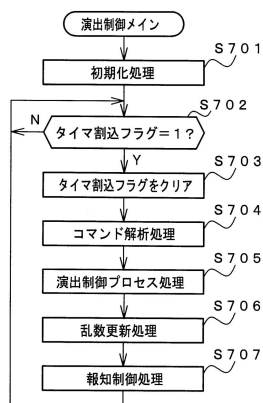 演出制御メイン
S701
初期化処理
S702
N
タイマ割込フラグ=1?
Y
S703
タイマ割込フラグをクリア
S704
コマンド解析処理
S705
演出制御プロセス処理
S706
乱数更新処理
S707
報知制御処理